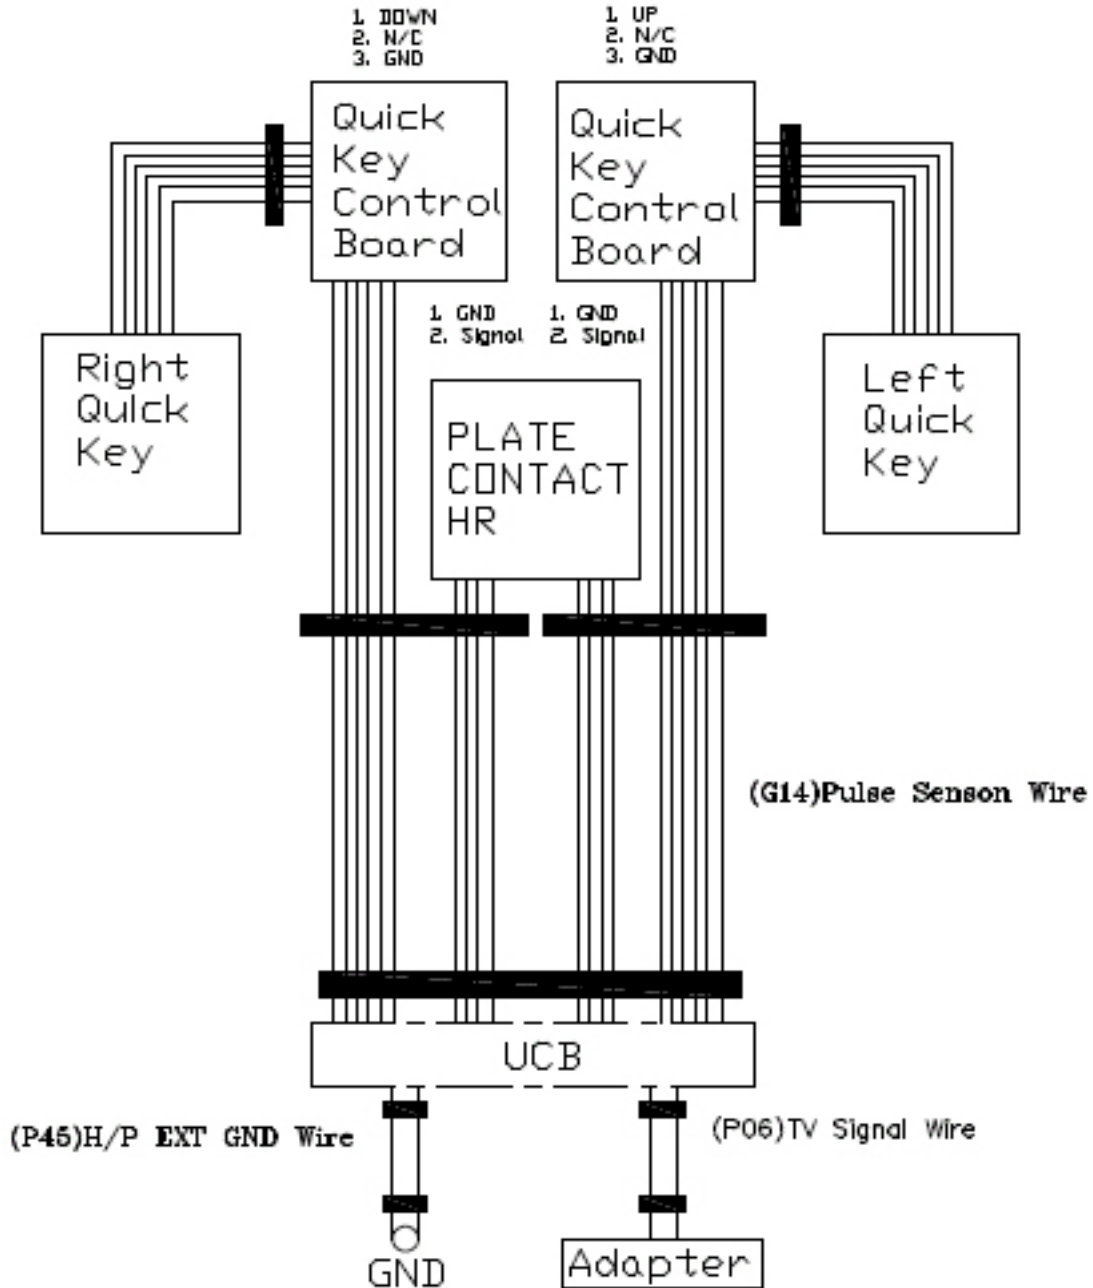 1. DOWN
2. N/C
3. GND
1. UP
2. N/C
3. GND
Quick
Key
Control
Board
Quick
Key
Control
Board
1. GND
2. Signal
1. GND
2. Signal
Right
Quick
Key
PLATE
CONTACT
HR
Left
Quick
Key
(G14)Pulse Senson Wire
UCB
(P45)H/P EXT GND Wire
(P06)TV Signal Wire
GND
Adapter